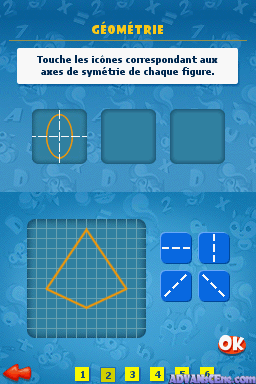 GÉOMÉTRIE
Touche les icônes correspondant aux
axes de symétrie de chaque figure.
OK
1 2 3 4 5 6
ADVANSCENE.COM